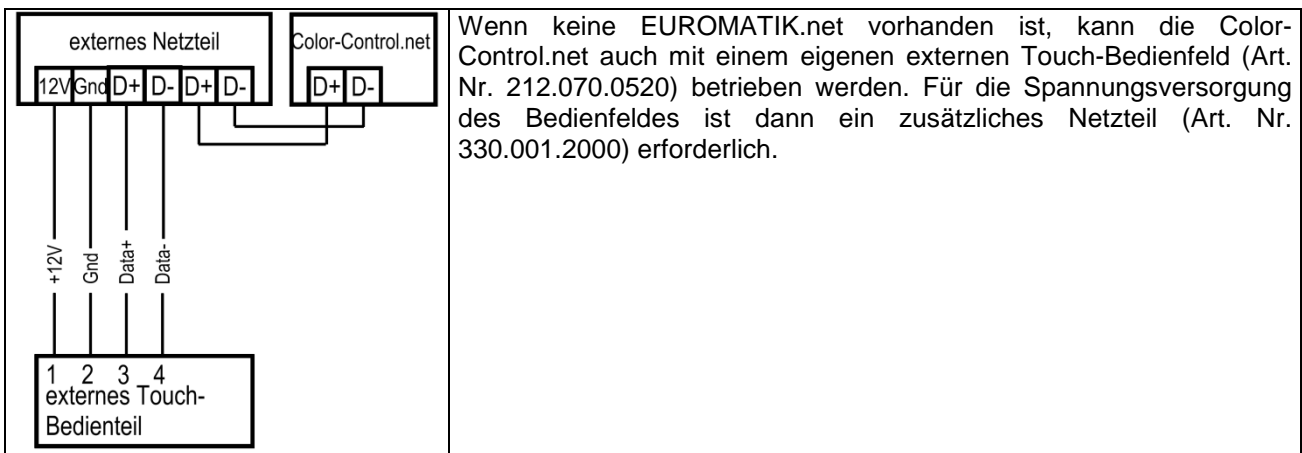 externes Netzteil
Color-Control.net
12V Gnd D+ D- D+ D-
D+ D-
+12V
Gnd
Data+
Data-
1 2 3 4
externes Touch-
Bedienteil
Wenn keine EUROMATIK.net vorhanden ist, kann die Color-
Control.net auch mit einem eigenen externen Touch-Bedienfeld (Art.
Nr. 212.070.0520) betrieben werden. Für die Spannungsversorgung
des Bedienfeldes ist dann ein zusätzliches Netzteil (Art. Nr.
330.001.2000) erforderlich.